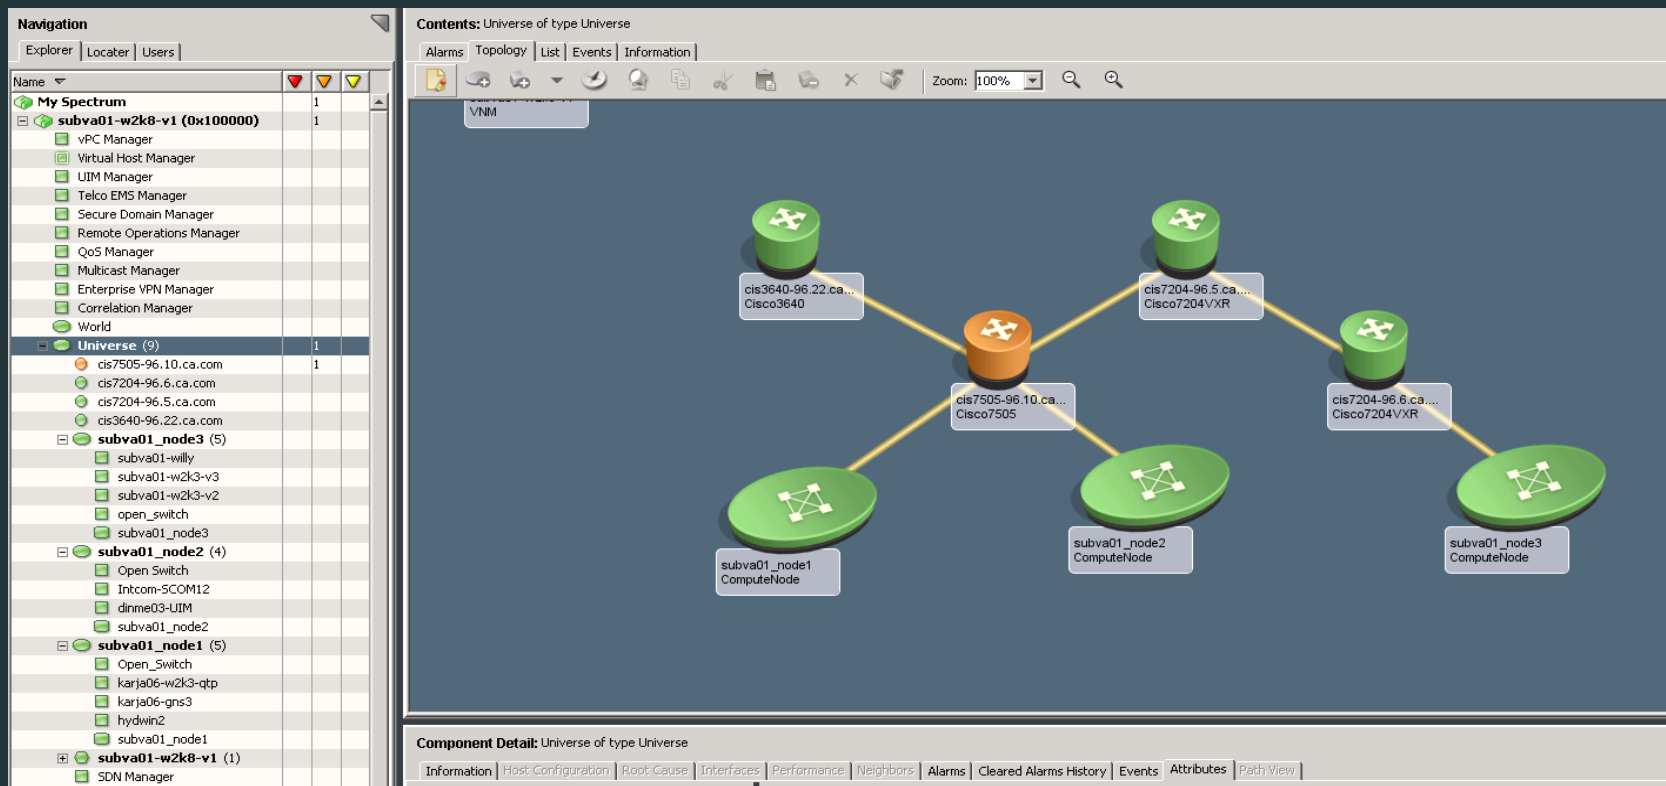 Navigation
Explorer Locater Users
Name
My Spectrum 1
subva01-w2k8-v1 (0x100000) 1
vPC Manager
Virtual Host Manager
UIM Manager
Telco EMS Manager
Secure Domain Manager
Remote Operations Manager
QoS Manager
Multicast Manager
Enterprise VPN Manager
Correlation Manager
World
Universe (9) 1
cis7505-96.10.ca.com 1
cis7204-96.6.ca.com
cis7204-96.5.ca.com
cis3640-96.22.ca.com
subva01_node3 (5)
subva01-willy
subva01-w2k3-v3
subva01-w2k3-v2
open_switch
subva01_node3
subva01_node2 (4)
Open Switch
Intcom-SCOM12
dinme03-UIM
subva01_node2
subva01_node1 (5)
Open_Switch
karja06-w2k3-qtp
karja06-gns3
hydwin2
subva01_node1
subva01-w2k8-v1 (1)
SDN Manager
Contents: Universe of type Universe
Alarms Topology List Events Information
Zoom: 100%
VNM
cis3640-96.22.ca...
Cisco3640
cis7204-96.5.ca....
Cisco7204VXR
cis7505-96.10.ca...
Cisco7505
cis7204-96.6.ca....
Cisco7204VXR
subva01_node1
ComputeNode
subva01_node2
ComputeNode
subva01_node3
ComputeNode
Component Detail: Universe of type Universe
Information Host Configuration Root Cause Interfaces Performance Neighbors Alarms Cleared Alarms History Events Attributes Path View